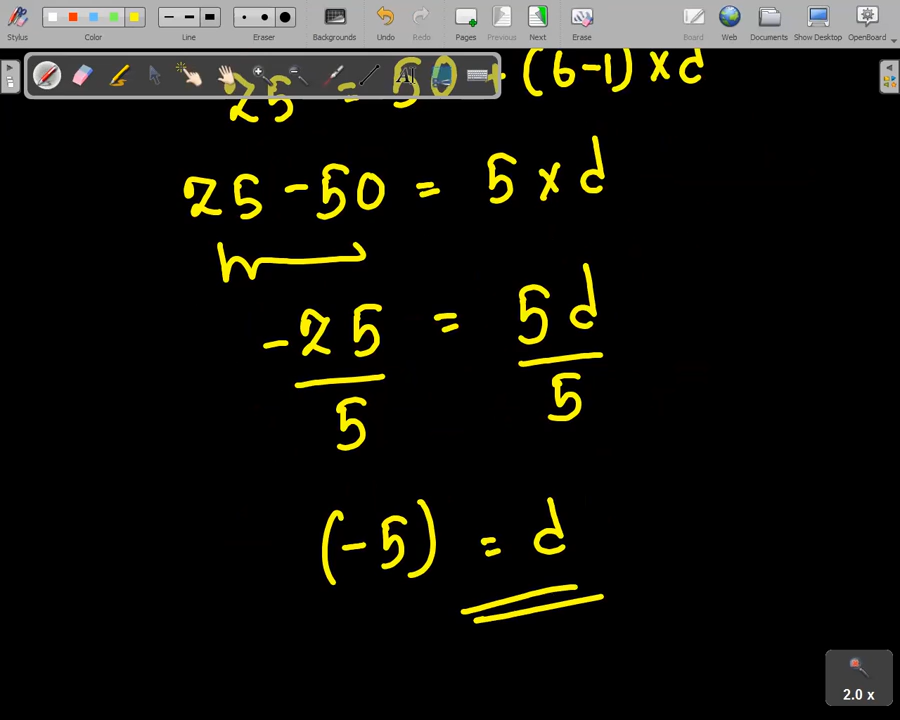 Stylus Color Line Eraser Backgrounds Undo Redo Pages Previous Next Erase Board Web Documents Show Desktop OpenBoard
25 = 50 + (6-1) × d
25 - 50 = 5 × d
-25 = 5d
5 5
(-5) = d
2.0 x